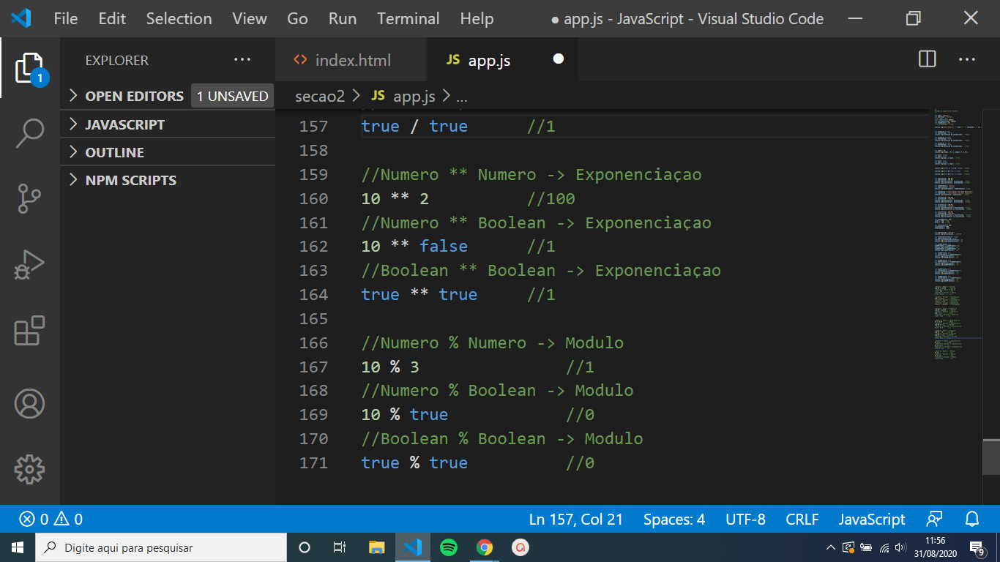 File Edit Selection View Go Run Terminal Help ● app.js - JavaScript - Visual Studio Code
EXPLORER ···
OPEN EDITORS 1 UNSAVED
JAVASCRIPT
OUTLINE
NPM SCRIPTS
1
<> index.html
JS app.js ●
secao2 > JS app.js > ...
157 true / true //1
158
159 //Numero ** Numero -> Exponenciaçao
160 10 ** 2 //100
161 //Numero ** Boolean -> Exponenciaçao
162 10 ** false //1
163 //Boolean ** Boolean -> Exponenciaçao
164 true ** true //1
165
166 //Numero % Numero -> Modulo
167 10 % 3 //1
168 //Numero % Boolean -> Modulo
169 10 % true //0
170 //Boolean % Boolean -> Modulo
171 true % true //0
0 0 Ln 157, Col 21 Spaces: 4 UTF-8 CRLF JavaScript
Digite aqui para pesquisar
11:56
31/08/2020
9